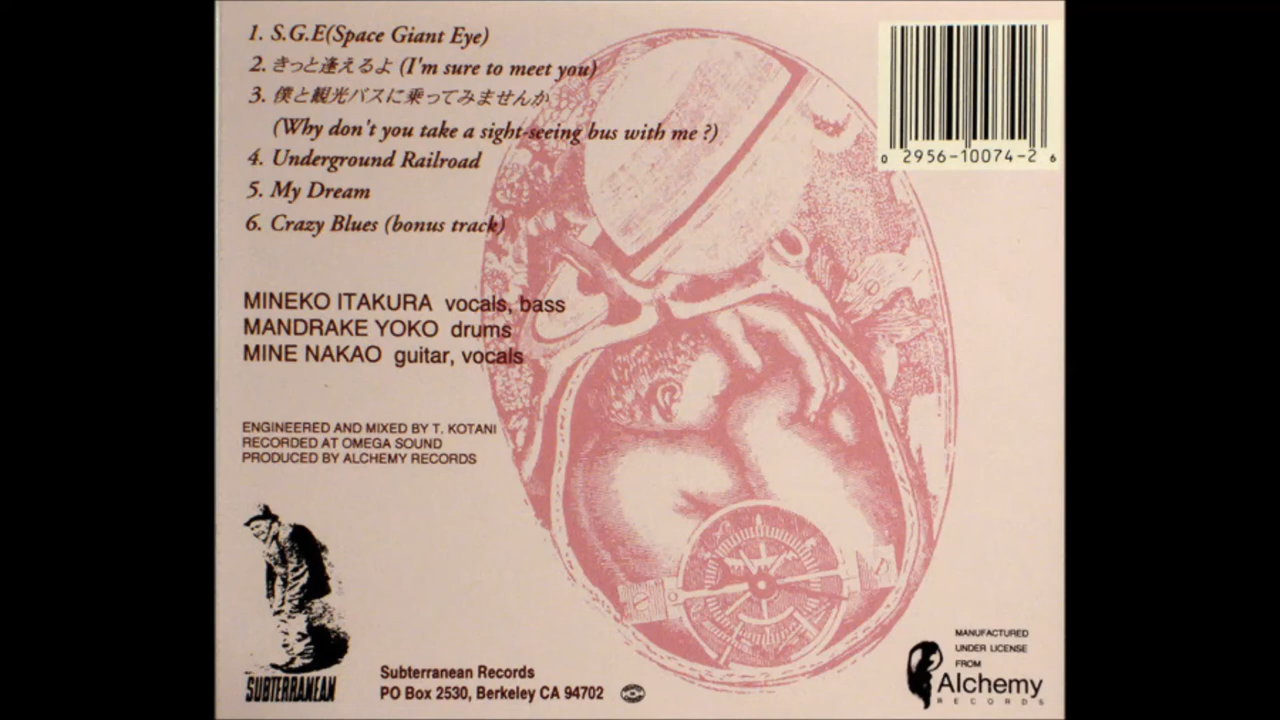 1. S.G.E(Space Giant Eye)
2. きっと逢えるよ (I'm sure to meet you)
3. 僕と観光バスに乗ってみませんか
(Why don't you take a sight-seeing bus with me ?)
4. Underground Railroad
5. My Dream
6. Crazy Blues (bonus track)
0 2956-10074-2 6
MINEKO ITAKURA vocals, bass
MANDRAKE YOKO drums
MINE NAKAO guitar, vocals
ENGINEERED AND MIXED BY T. KOTANI
RECORDED AT OMEGA SOUND
PRODUCED BY ALCHEMY RECORDS
SUBTERRANEAN
Subterranean Records
PO Box 2530, Berkeley CA 94702
MANUFACTURED
UNDER LICENSE
FROM
Alchemy
RECORDS